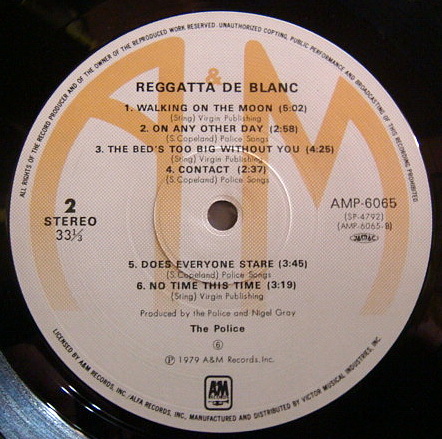 ALL RIGHTS OF THE RECORD PRODUCER AND OF THE OWNER OF THE REPRODUCED WORK RESERVED. UNAUTHORIZED COPYING, PUBLIC PERFORMANCE AND BROADCASTING OF THIS RECORDING PROHIBITED.
A&M
REGGATTA DE BLANC
1. WALKING ON THE MOON (5:02)
(Sting) Virgin Publishing
2. ON ANY OTHER DAY (2:58)
(S.Copeland) Police Songs
3. THE BED'S TOO BIG WITHOUT YOU (4:25)
(Sting) Virgin Publishing
4. CONTACT (2:37)
(S.Copeland) Police Songs
2
STEREO
33⅓
AMP-6065
(SP-4792)
(AMP-6065-B)
JASRAC
5. DOES EVERYONE STARE (3:45)
(S.Copeland) Police Songs
6. NO TIME THIS TIME (3:19)
(Sting) Virgin Publishing
Produced by the Police and Nigel Gray
The Police
⑥
Ⓟ 1979 A&M Records, Inc.
A&M
LICENSED BY A&M RECORDS, INC./ALFA RECORDS, INC., MANUFACTURED AND DISTRIBUTED BY VICTOR MUSICAL INDUSTRIES, INC.